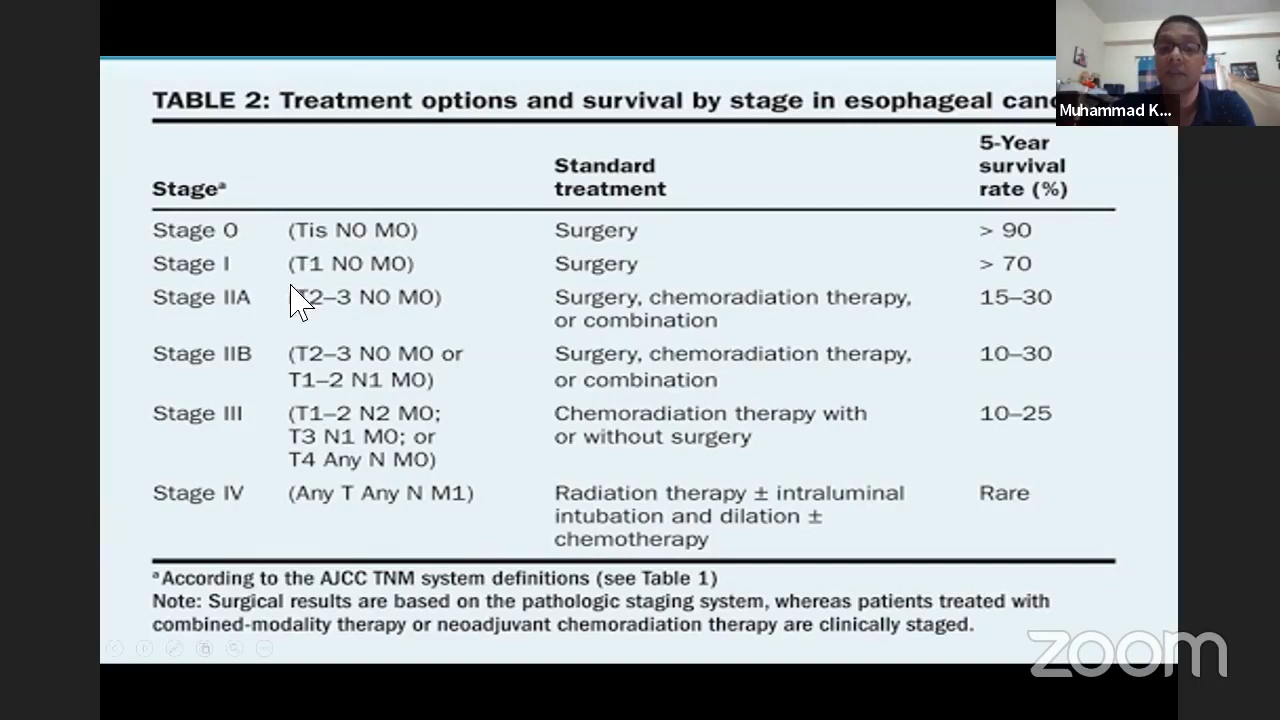 TABLE 2: Treatment options and survival by stage in esophageal
Muhammad K...
Stageᵃ
Standard
treatment
5-Year
survival
rate (%)
Stage 0 (Tis N0 M0) Surgery > 90
Stage I (T1 N0 M0) Surgery > 70
Stage IIA (T2–3 N0 M0) Surgery, chemoradiation therapy, 15–30
or combination
Stage IIB (T2–3 N0 M0 or Surgery, chemoradiation therapy, 10–30
T1–2 N1 M0) or combination
Stage III (T1–2 N2 M0; Chemoradiation therapy with 10–25
T3 N1 M0; or or without surgery
T4 Any N M0)
Stage IV (Any T Any N M1) Radiation therapy ± intraluminal Rare
intubation and dilation ±
chemotherapy
ᵃAccording to the AJCC TNM system definitions (see Table 1)
Note: Surgical results are based on the pathologic staging system, whereas patients treated with
combined-modality therapy or neoadjuvant chemoradiation therapy are clinically staged.
zoom